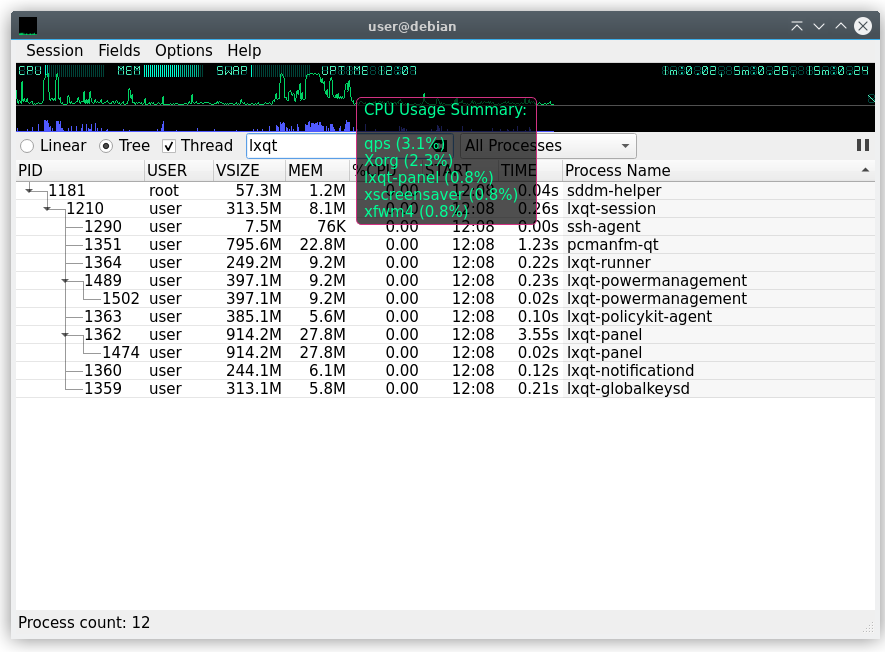 user@debian
Session Fields Options Help
CPU MEM SWAP UPTIME 12:07 1m:0.02, 5m:0.26, 15m:0.24
CPU Usage Summary:
qps (3.1%)
Xorg (2.3%)
lxqt-panel (0.8%)
xscreensaver (0.8%)
xfwm4 (0.8%)
Linear Tree Thread lxqt All Processes
PID USER VSIZE MEM %CPU START TIME Process Name
1181 root 57.3M 1.2M 0.00 12:08 0.04s sddm-helper
1210 user 313.5M 8.1M 0.00 12:08 0.26s lxqt-session
1290 user 7.5M 76K 0.00 12:08 0.00s ssh-agent
1351 user 795.6M 22.8M 0.00 12:08 1.23s pcmanfm-qt
1364 user 249.2M 9.2M 0.00 12:08 0.22s lxqt-runner
1489 user 397.1M 9.2M 0.00 12:08 0.23s lxqt-powermanagement
1502 user 397.1M 9.2M 0.00 12:08 0.02s lxqt-powermanagement
1363 user 385.1M 5.6M 0.00 12:08 0.10s lxqt-policykit-agent
1362 user 914.2M 27.8M 0.00 12:08 3.55s lxqt-panel
1474 user 914.2M 27.8M 0.00 12:08 0.02s lxqt-panel
1360 user 244.1M 6.1M 0.00 12:08 0.12s lxqt-notificationd
1359 user 313.1M 5.8M 0.00 12:08 0.21s lxqt-globalkeysd
Process count: 12